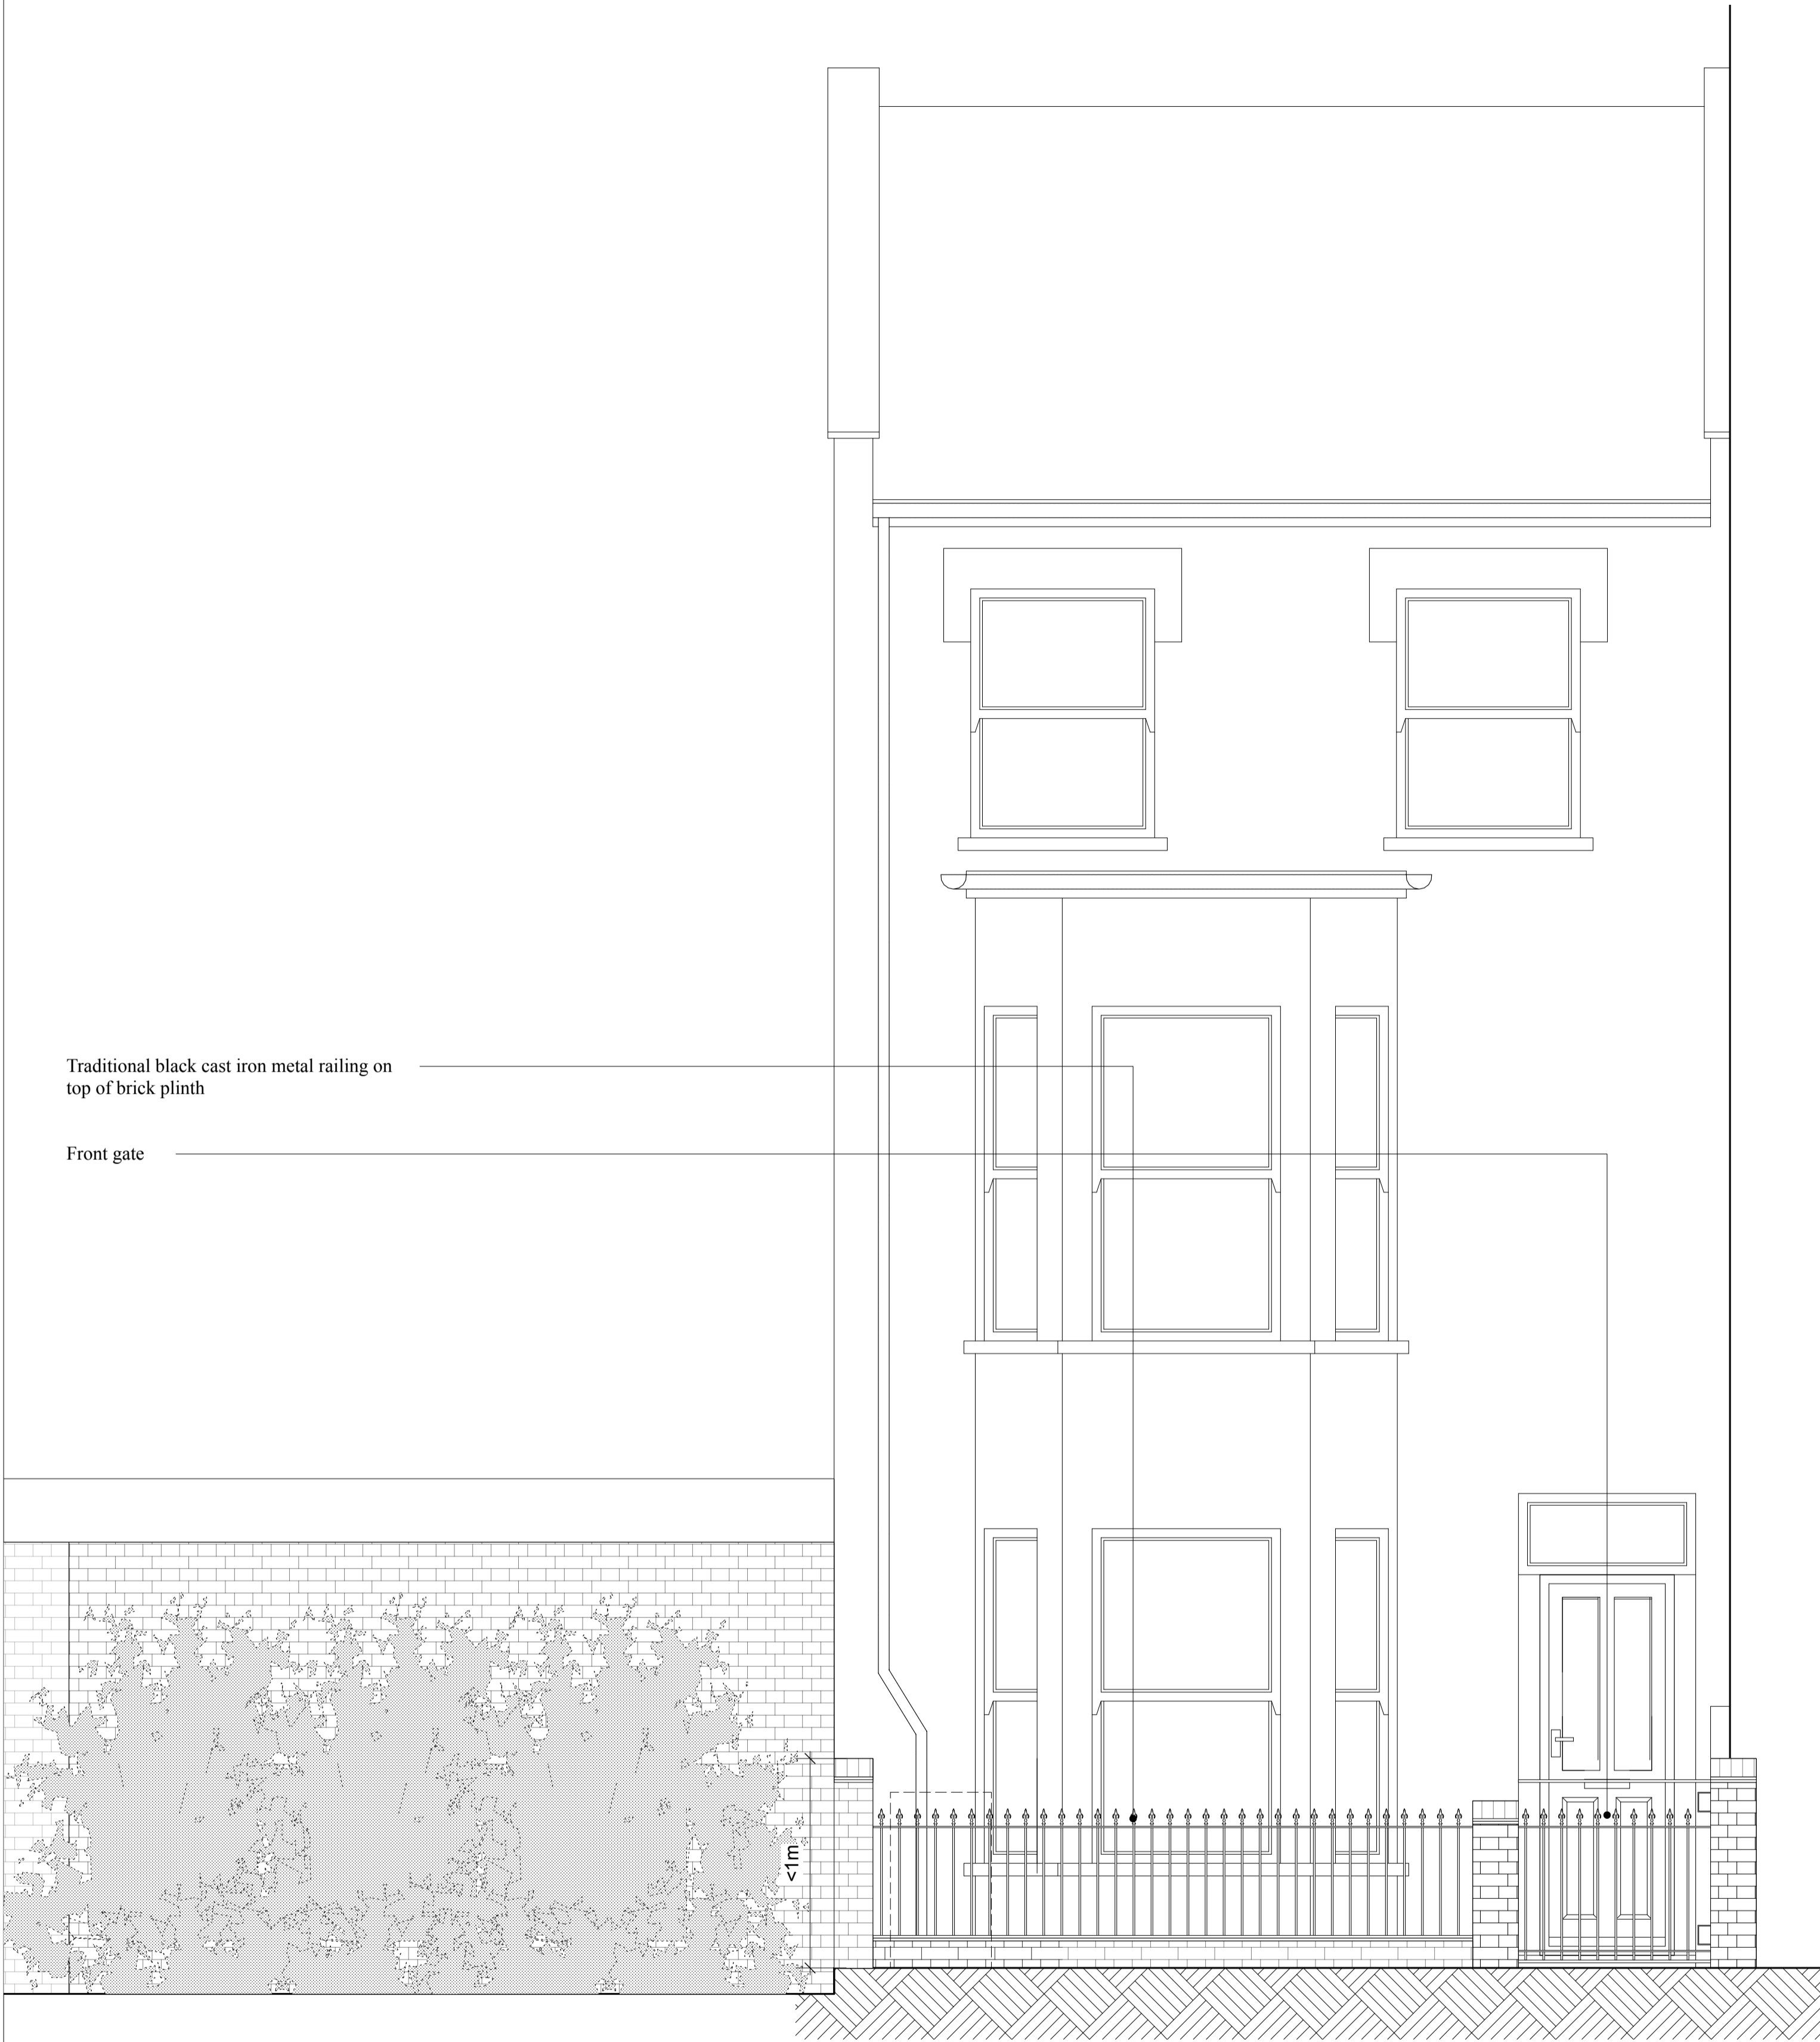 Traditional black cast iron metal railing on
top of brick plinth
Front gate
<1m